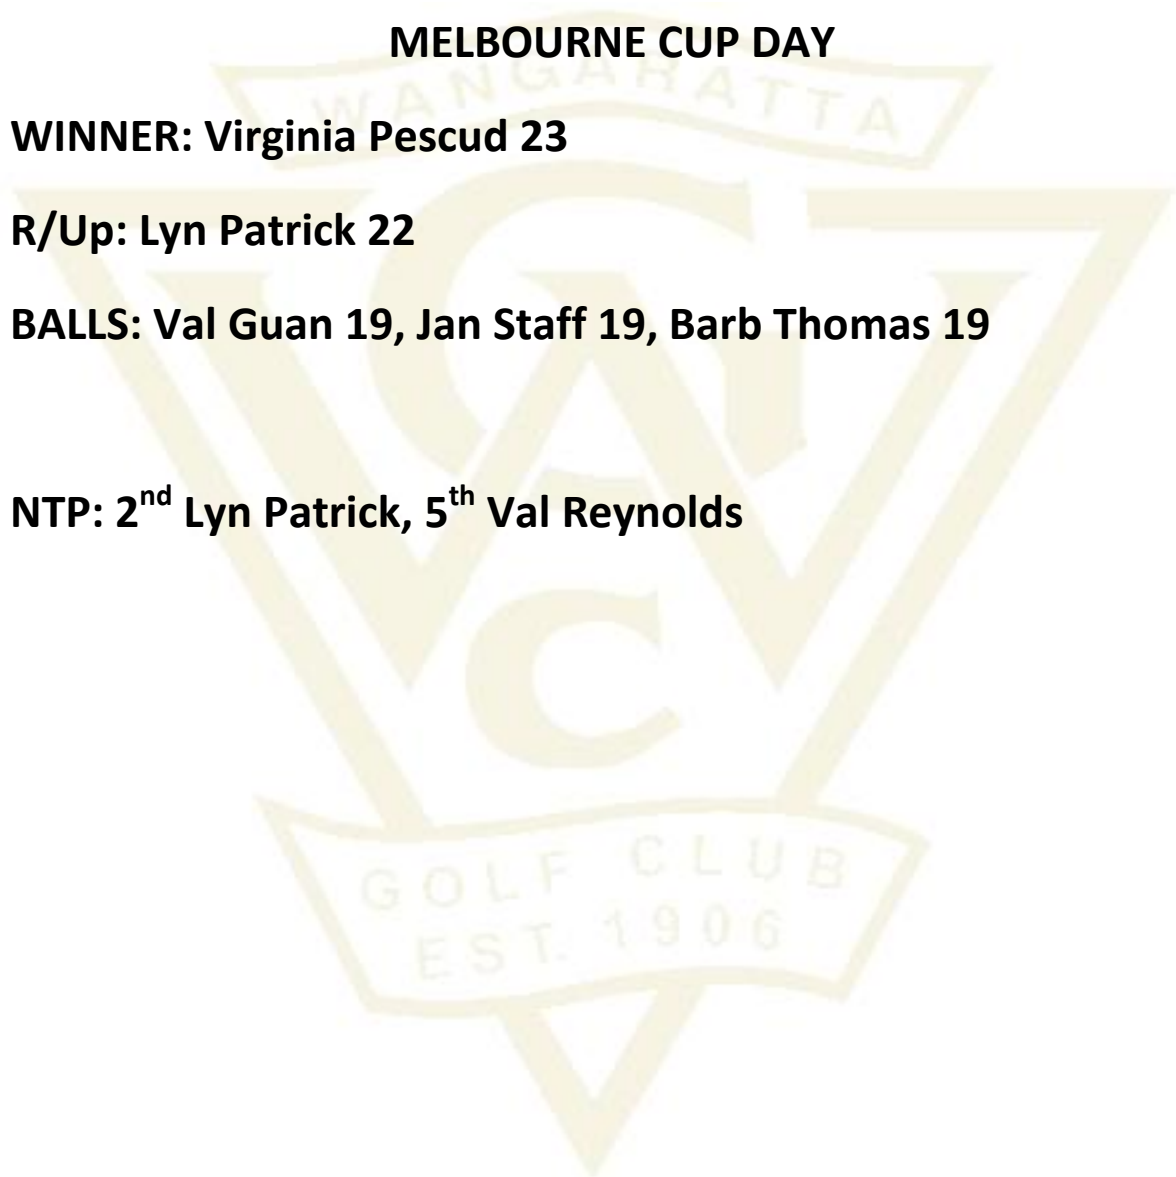 MELBOURNE CUP DAY
WANGARATTA
WINNER: Virginia Pescud 23
R/Up: Lyn Patrick 22
BALLS: Val Guan 19, Jan Staff 19, Barb Thomas 19
NTP: 2nd Lyn Patrick, 5th Val Reynolds
G
W
C
GOLF CLUB
EST. 1906